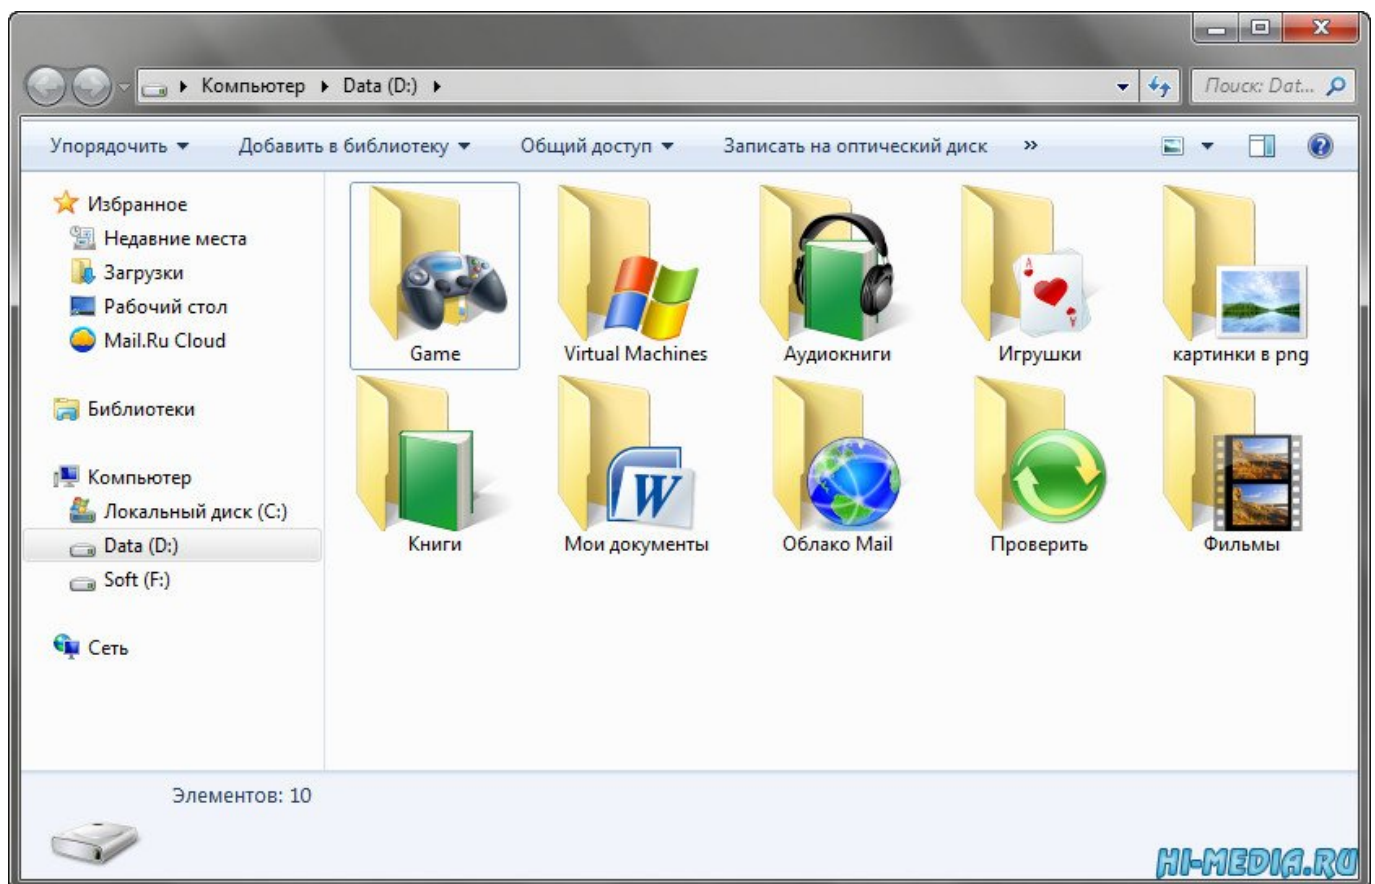 Компьютер Data (D:) Поиск: Dat...
Упорядочить Добавить в библиотеку Общий доступ Записать на оптический диск »
Избранное
Недавние места
Загрузки
Рабочий стол
Mail.Ru Cloud
Библиотеки
Компьютер
Локальный диск (C:)
Data (D:)
Soft (F:)
Сеть
Game Virtual Machines Аудиокниги Игрушки картинки в png
Книги Мои документы Облако Mail Проверить Фильмы
Элементов: 10
HI-MEDIA.RU